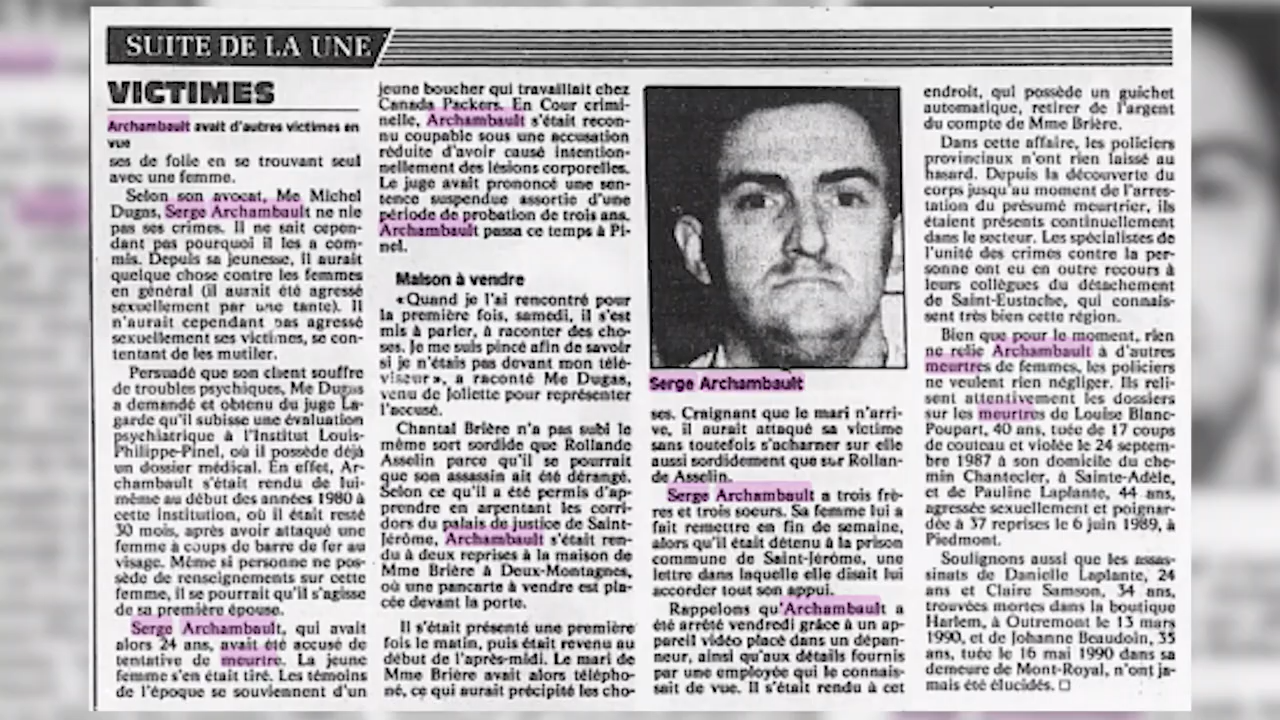 SUITE DE LA UNE
VICTIMES
Archambault avait d'autres victimes en
vue
ses de folie en se trouvant seul
avec une femme.
Selon son avocat, Me Michel
Dugas, Serge Archambault ne nie
pas ses crimes. Il ne sait cepen-
dant pas pourquoi il les a com-
mis. Depuis sa jeunesse, il aurait
quelque chose contre les femmes
en général (il aurait été agressé
sexuellement par une tante). Il
n'aurait cependant pas agressé
sexuellement ses victimes, se con-
tentant de les mutiler.
Persuadé que son client souffre
de troubles psychiques, Me Dugas
a demandé et obtenu du juge La-
garde qu'il subisse une évaluation
psychiatrique à l'Institut Louis-
Philippe-Pinel, où il possède déjà
un dossier médical. En effet, Ar-
chambault s'était rendu de lui-
même au début des années 1980 à
cette institution, où il était resté
30 mois, après avoir attaqué une
femme à coups de barre de fer au
visage. Même si personne ne pos-
sède de renseignements sur cette
femme, il se pourrait qu'il s'agisse
de sa première épouse.
Serge Archambault, qui avait
alors 24 ans, avait été accusé de
tentative de meurtre. La jeune
femme s'en était tiré. Les témoins
de l'époque se souviennent d'un
jeune boucher qui travaillait chez
Canada Packers. En Cour crimi-
nelle, Archambault s'était recon-
nu coupable sous une accusation
réduite d'avoir causé intention-
nellement des lésions corporelles.
Le juge avait prononcé une sen-
tence suspendue assortie d'une
période de probation de trois ans.
Archambault passa ce temps à Pi-
nel.
Maison à vendre
«Quand je l'ai rencontré pour
la première fois, samedi, il s'est
mis à parler, à raconter des cho-
ses. Je me suis pincé afin de savoir
si je n'étais pas devant mon télé-
viseur», a raconté Me Dugas,
venu de Joliette pour représenter
l'accusé.
Chantal Brière n'a pas subi le
même sort sordide que Rollande
Asselin parce qu'il se pourrait
que son assassin ait été dérangé.
Selon ce qu'il a été permis d'ap-
prendre en arpentant les corri-
dors du palais de justice de Saint-
Jérôme, Archambault s'était ren-
du à deux reprises à la maison de
Mme Brière à Deux-Montagnes,
où une pancarte à vendre est pla-
cée devant la porte.
Il s'était présenté une première
fois le matin, puis était revenu au
début de l'après-midi. Le mari de
Mme Brière avait alors télépho-
né, ce qui aurait précipité les cho-
Serge Archambault
ses. Craignant que le mari n'arri-
ve, il aurait attaqué sa victime
sans toutefois s'acharner sur elle
aussi sordidement que sur Rollan-
de Asselin.
Serge Archambault a trois frè-
res et trois soeurs. Sa femme lui a
fait remettre en fin de semaine,
alors qu'il était détenu à la prison
commune de Saint-Jérôme, une
lettre dans laquelle elle disait lui
accorder tout son appui.
Rappelons qu'Archambault a
été arrêté vendredi grâce à un ap-
pareil vidéo placé dans un dépan-
neur, ainsi qu'aux détails fournis
par une employée qui le connais-
sait de vue. Il s'était rendu à cet
endroit, qui possède un guichet
automatique, retirer de l'argent
du compte de Mme Brière.
Dans cette affaire, les policiers
provinciaux n'ont rien laissé au
hasard. Depuis la découverte du
corps jusqu'au moment de l'arres-
tation du présumé meurtrier, ils
étaient présents continuellement
dans le secteur. Les spécialistes de
l'unité des crimes contre la per-
sonne ont eu en outre recours à
leurs collègues du détachement
de Saint-Eustache, qui connais-
sent très bien cette région.
Bien que pour le moment, rien
ne relie Archambault à d'autres
meurtres de femmes, les policiers
ne veulent rien négliger. Ils reli-
sent attentivement les dossiers
sur les meurtres de Louise Blanc-
Poupart, 40 ans, tuée de 17 coups
de couteau et violée le 24 septem-
bre 1987 à son domicile du che-
min Chantecler, à Sainte-Adèle,
et de Pauline Laplante, 44 ans,
agressée sexuellement et poignar-
dée à 37 reprises le 6 juin 1989, à
Piedmont.
Soulignons aussi que les assas-
sinats de Danielle Laplante, 24
ans et Claire Samson, 34 ans,
trouvées mortes dans la boutique
Harlem, à Outremont le 13 mars
1990, et de Johanne Beaudoin, 35
ans, tuée le 16 mai 1990 dans sa
demeure de Mont-Royal, n'ont ja-
mais été élucidés. □